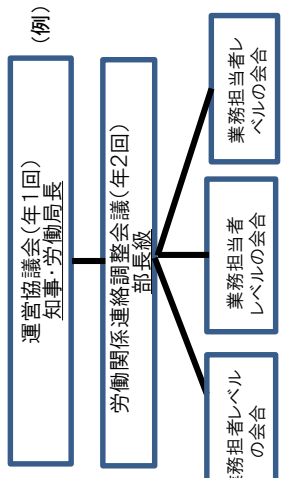 (例)
運営協議会(年1回)
知事・労働局長
労働関係連絡調整会議(年2回)
部長級
業務担者レベル
の会合
業務担当者
レベルの会合
業務担当者レ
ベルの会合